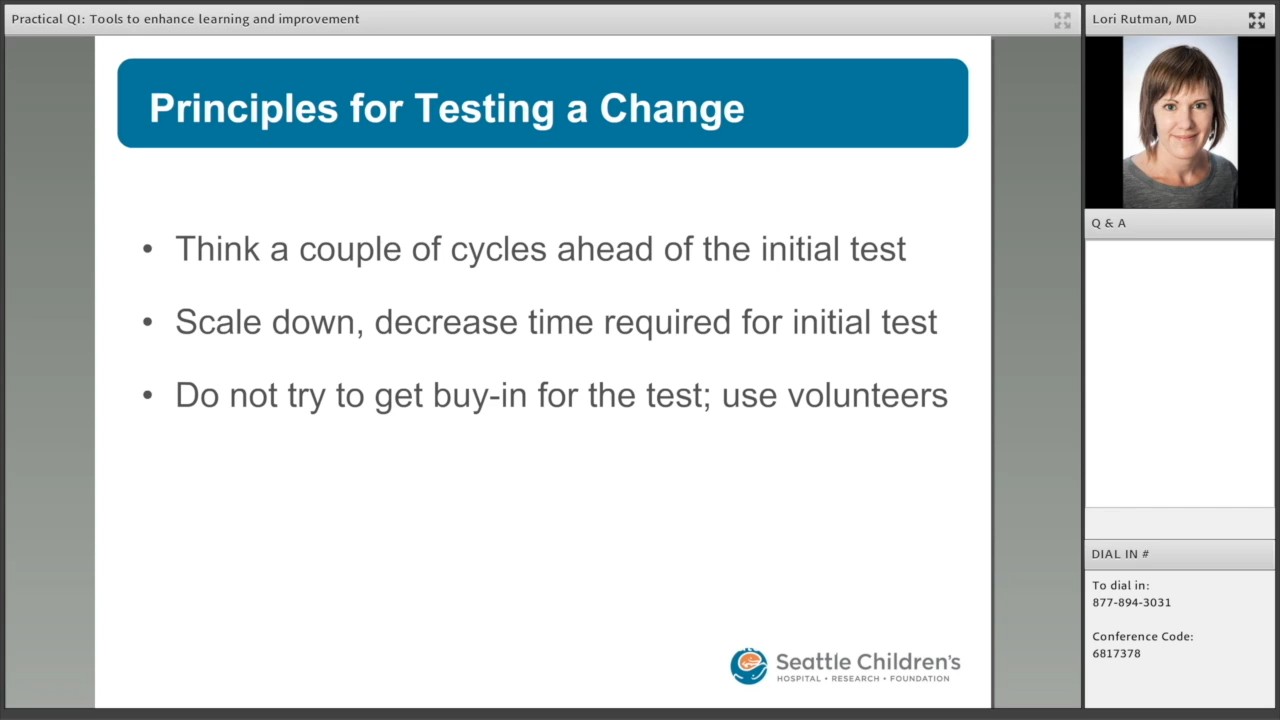 Practical QI: Tools to enhance learning and improvement
Lori Rutman, MD
Principles for Testing a Change
• Think a couple of cycles ahead of the initial test
• Scale down, decrease time required for initial test
• Do not try to get buy-in for the test; use volunteers
Seattle Children's
HOSPITAL • RESEARCH • FOUNDATION
Q & A
DIAL IN #
To dial in:
877-894-3031
Conference Code:
6817378